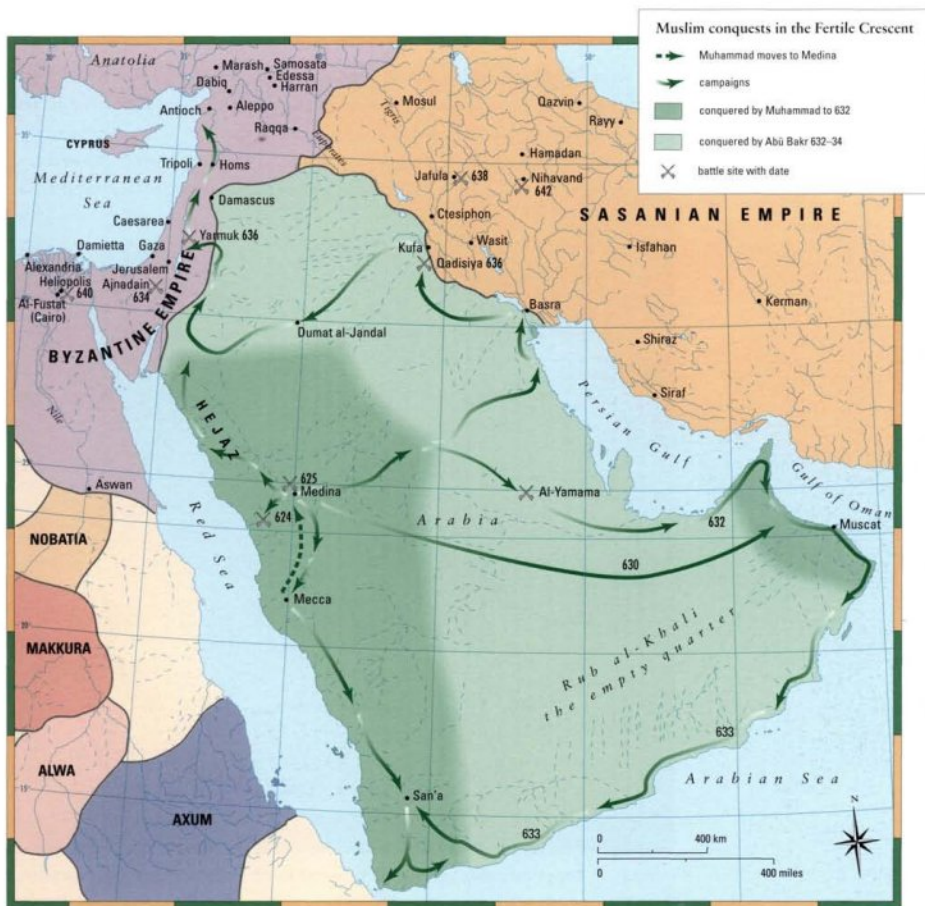 Muslim conquests in the Fertile Crescent
Muhammad moves to Medina
campaigns
conquered by Muhammad to 632
conquered by Abū Bakr 632–34
battle site with date
Anatolia
Marash
Samosata
Edessa
Harran
Dabiq
Antioch
Aleppo
Raqqa
Euphrates
Tigris
Mosul
Qazvin
Rayy
CYPRUS
Tripoli
Homs
Hamadan
Jafula
638
Nihavand
642
Mediterranean
Sea
Damascus
Ctesiphon
SASANIAN EMPIRE
Caesarea
Yarmuk 636
Kufa
Wasit
Isfahan
Damietta
Gaza
Alexandria
Jerusalem
Qadisiya 636
Heliopolis
640
Ajnadain
634
Al-Fustat
(Cairo)
Basra
Kerman
BYZANTINE EMPIRE
Dumat al-Jandal
Shiraz
Siraf
Nile
HEJAZ
Persian Gulf
625
Medina
Aswan
Al-Yamama
Gulf of Oman
624
Arabia
632
Muscat
Red Sea
NOBATIA
630
Mecca
Rub al-Khali
the empty quarter
MAKKURA
633
ALWA
Arabian Sea
San'a
AXUM
633
N
0 400 km
0 400 miles
35°
30°
25°
20°
15°